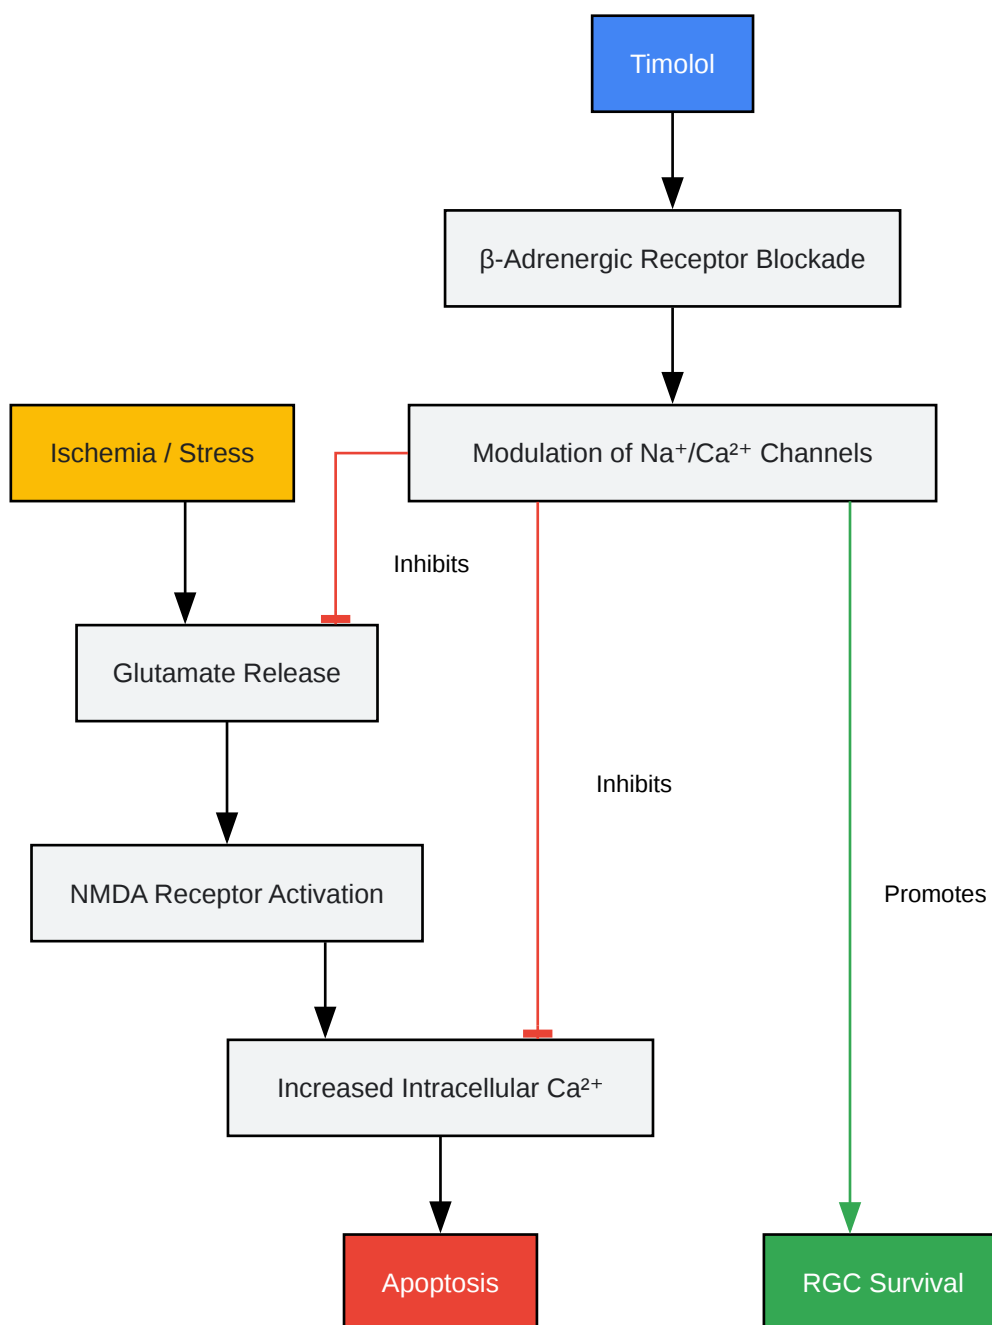 Timolol
β-Adrenergic Receptor Blockade
Ischemia / Stress
Modulation of Na⁺/Ca²⁺ Channels
Inhibits
Glutamate Release
Inhibits
NMDA Receptor Activation
Promotes
Increased Intracellular Ca²⁺
Apoptosis
RGC Survival